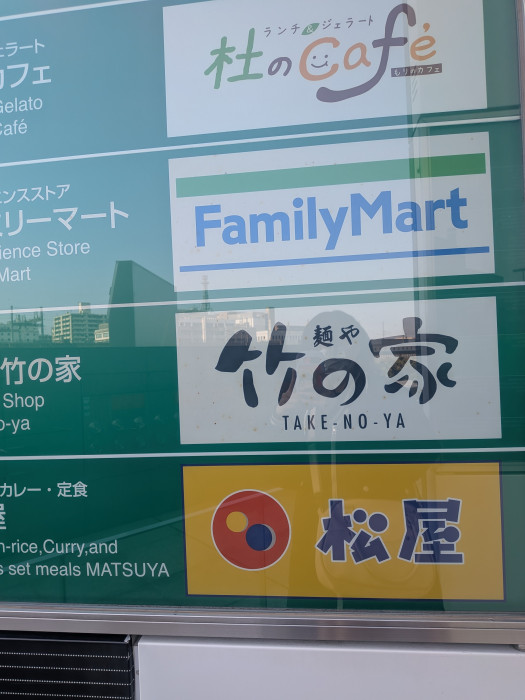 ェラート
カフェ
Gelato
Café
ランチ&ジェラート
杜のCafé
もりのカフェ
エンスストア
ミリーマート
ience Store
Mart
FamilyMart
竹の家
Shop
o-ya
麺や
竹の家
TAKE-NO-YA
カレー・定食
屋
n-rice,Curry,and
s set meals MATSUYA
松屋